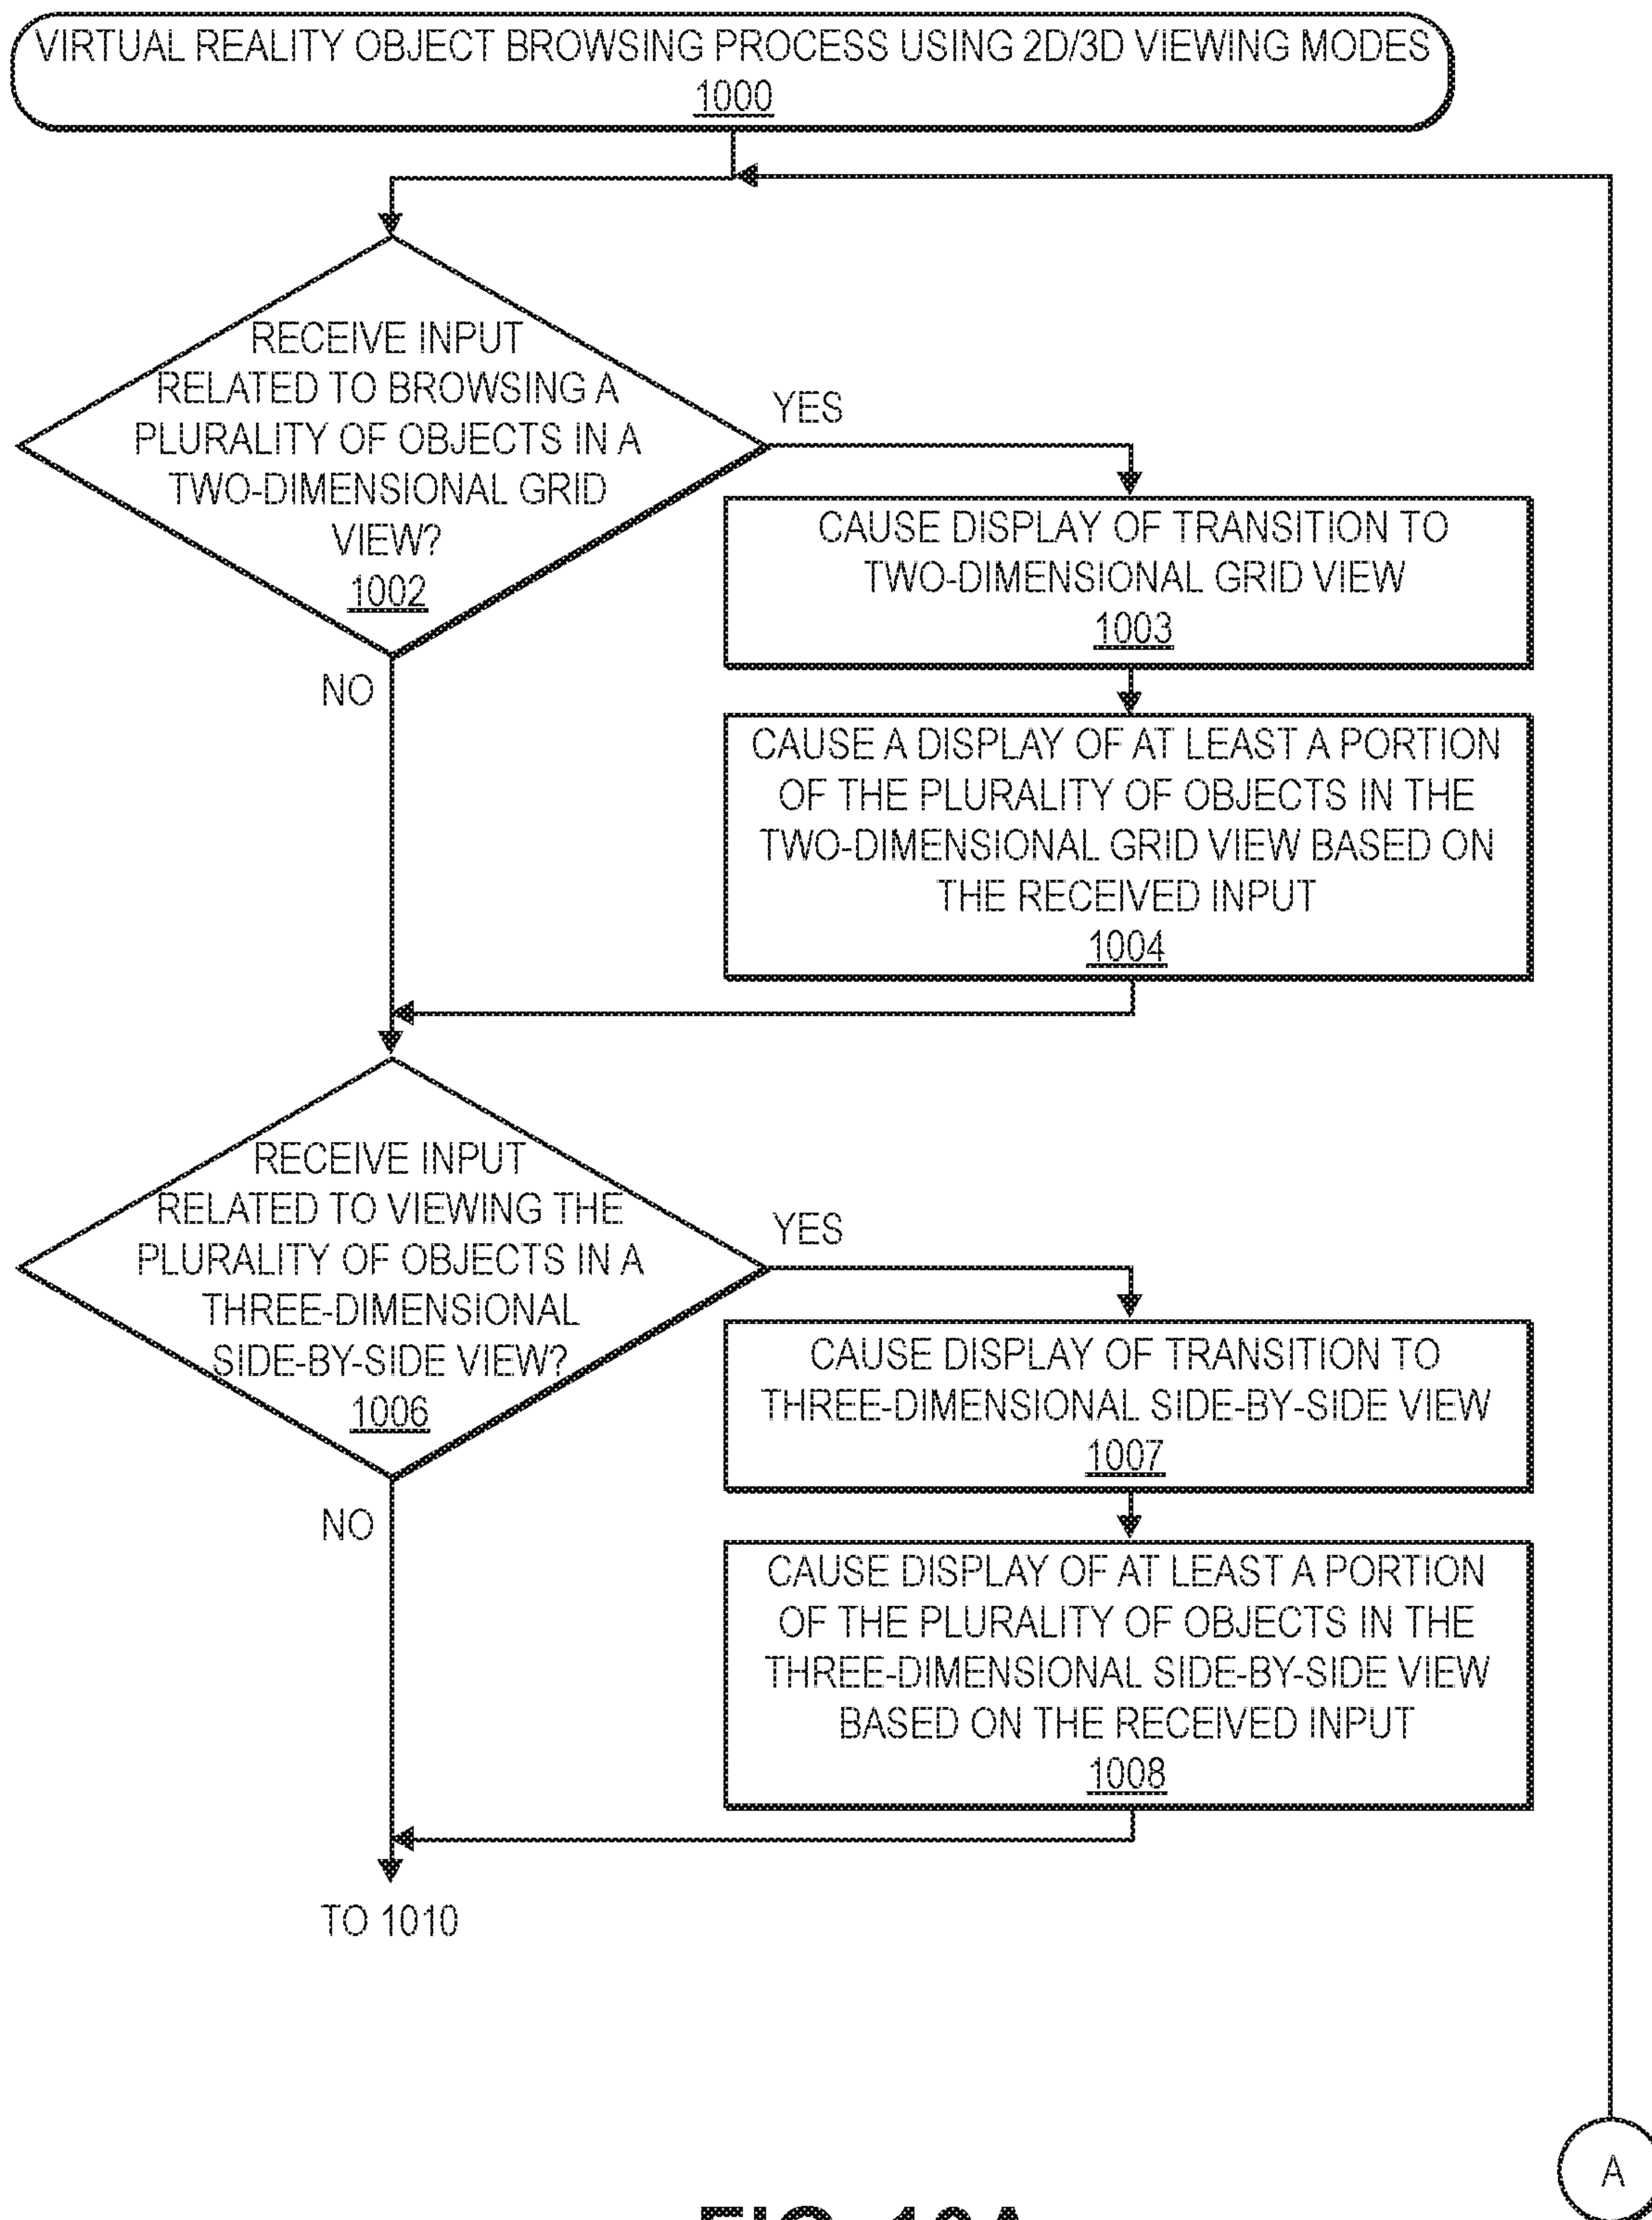 VIRTUAL REALITY OBJECT BROWSING PROCESS USING 2D/3D VIEWING MODES
1000
RECEIVE INPUT
RELATED TO BROWSING A
PLURALITY OF OBJECTS IN A
TWO-DIMENSIONAL GRID
VIEW?
1002
YES
NO
CAUSE DISPLAY OF TRANSITION TO
TWO-DIMENSIONAL GRID VIEW
1003
CAUSE A DISPLAY OF AT LEAST A PORTION
OF THE PLURALITY OF OBJECTS IN THE
TWO-DIMENSIONAL GRID VIEW BASED ON
THE RECEIVED INPUT
1004
RECEIVE INPUT
RELATED TO VIEWING THE
PLURALITY OF OBJECTS IN A
THREE-DIMENSIONAL
SIDE-BY-SIDE VIEW?
1006
YES
NO
CAUSE DISPLAY OF TRANSITION TO
THREE-DIMENSIONAL SIDE-BY-SIDE VIEW
1007
CAUSE DISPLAY OF AT LEAST A PORTION
OF THE PLURALITY OF OBJECTS IN THE
THREE-DIMENSIONAL SIDE-BY-SIDE VIEW
BASED ON THE RECEIVED INPUT
1008
TO 1010
A